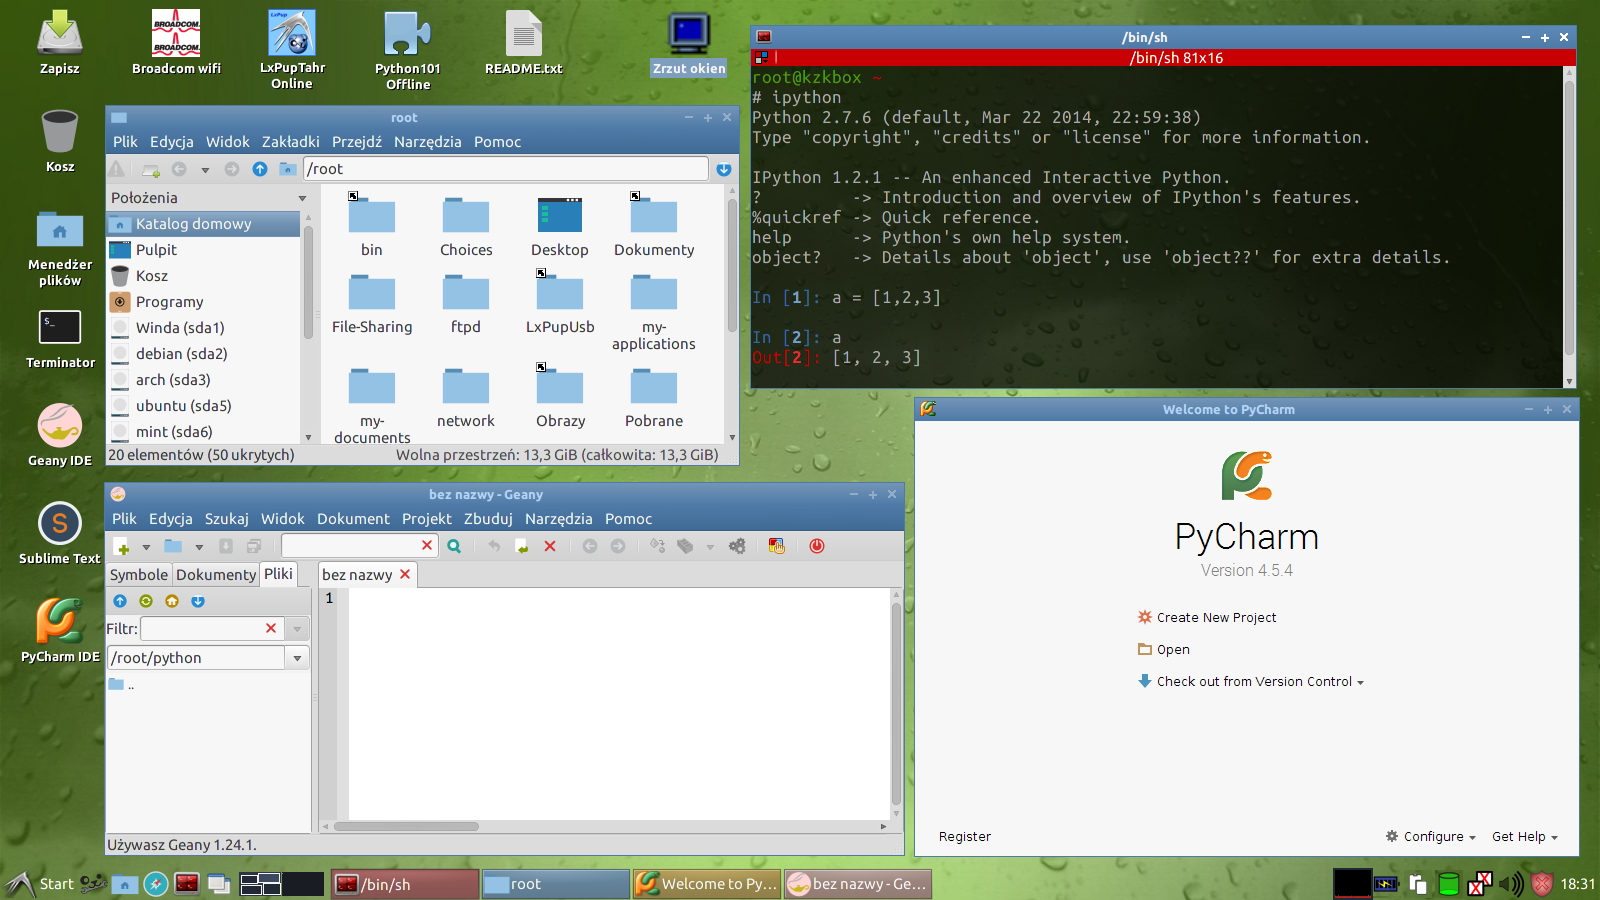 Zapisz
BROADCOM.
BROADCOM.
Broadcom wifi
LxPup
LxPupTahr
Online
Python101
Offline
README.txt
Zrzut okien
Kosz
Menedżer
plików
$_
Terminator
Geany IDE
S
Sublime Text
PyCharm IDE
root
Plik Edycja Widok Zakładki Przejdź Narzędzia Pomoc
/root
Położenia
Katalog domowy
Pulpit
Kosz
Programy
Winda (sda1)
debian (sda2)
arch (sda3)
ubuntu (sda5)
mint (sda6)
bin
Choices
Desktop
Dokumenty
File-Sharing
ftpd
LxPupUsb
my-
applications
my-
documents
network
Obrazy
Pobrane
20 elementów (50 ukrytych)
Wolna przestrzeń: 13,3 GiB (całkowita: 13,3 GiB)
/bin/sh
/bin/sh 81x16
root@kzkbox ~
# ipython
Python 2.7.6 (default, Mar 22 2014, 22:59:38)
Type "copyright", "credits" or "license" for more information.
IPython 1.2.1 -- An enhanced Interactive Python.
? -> Introduction and overview of IPython's features.
%quickref -> Quick reference.
help -> Python's own help system.
object? -> Details about 'object', use 'object??' for extra details.
In [1]: a = [1,2,3]
In [2]: a
Out[2]: [1, 2, 3]
bez nazwy - Geany
Plik Edycja Szukaj Widok Dokument Projekt Zbuduj Narzędzia Pomoc
Symbole Dokumenty Pliki
bez nazwy
Filtr:
/root/python
..
1
Używasz Geany 1.24.1.
Welcome to PyCharm
PyCharm
Version 4.5.4
Create New Project
Open
Check out from Version Control
Register
Configure
Get Help
Start
/bin/sh
root
Welcome to Py...
bez nazwy - Ge...
18:31